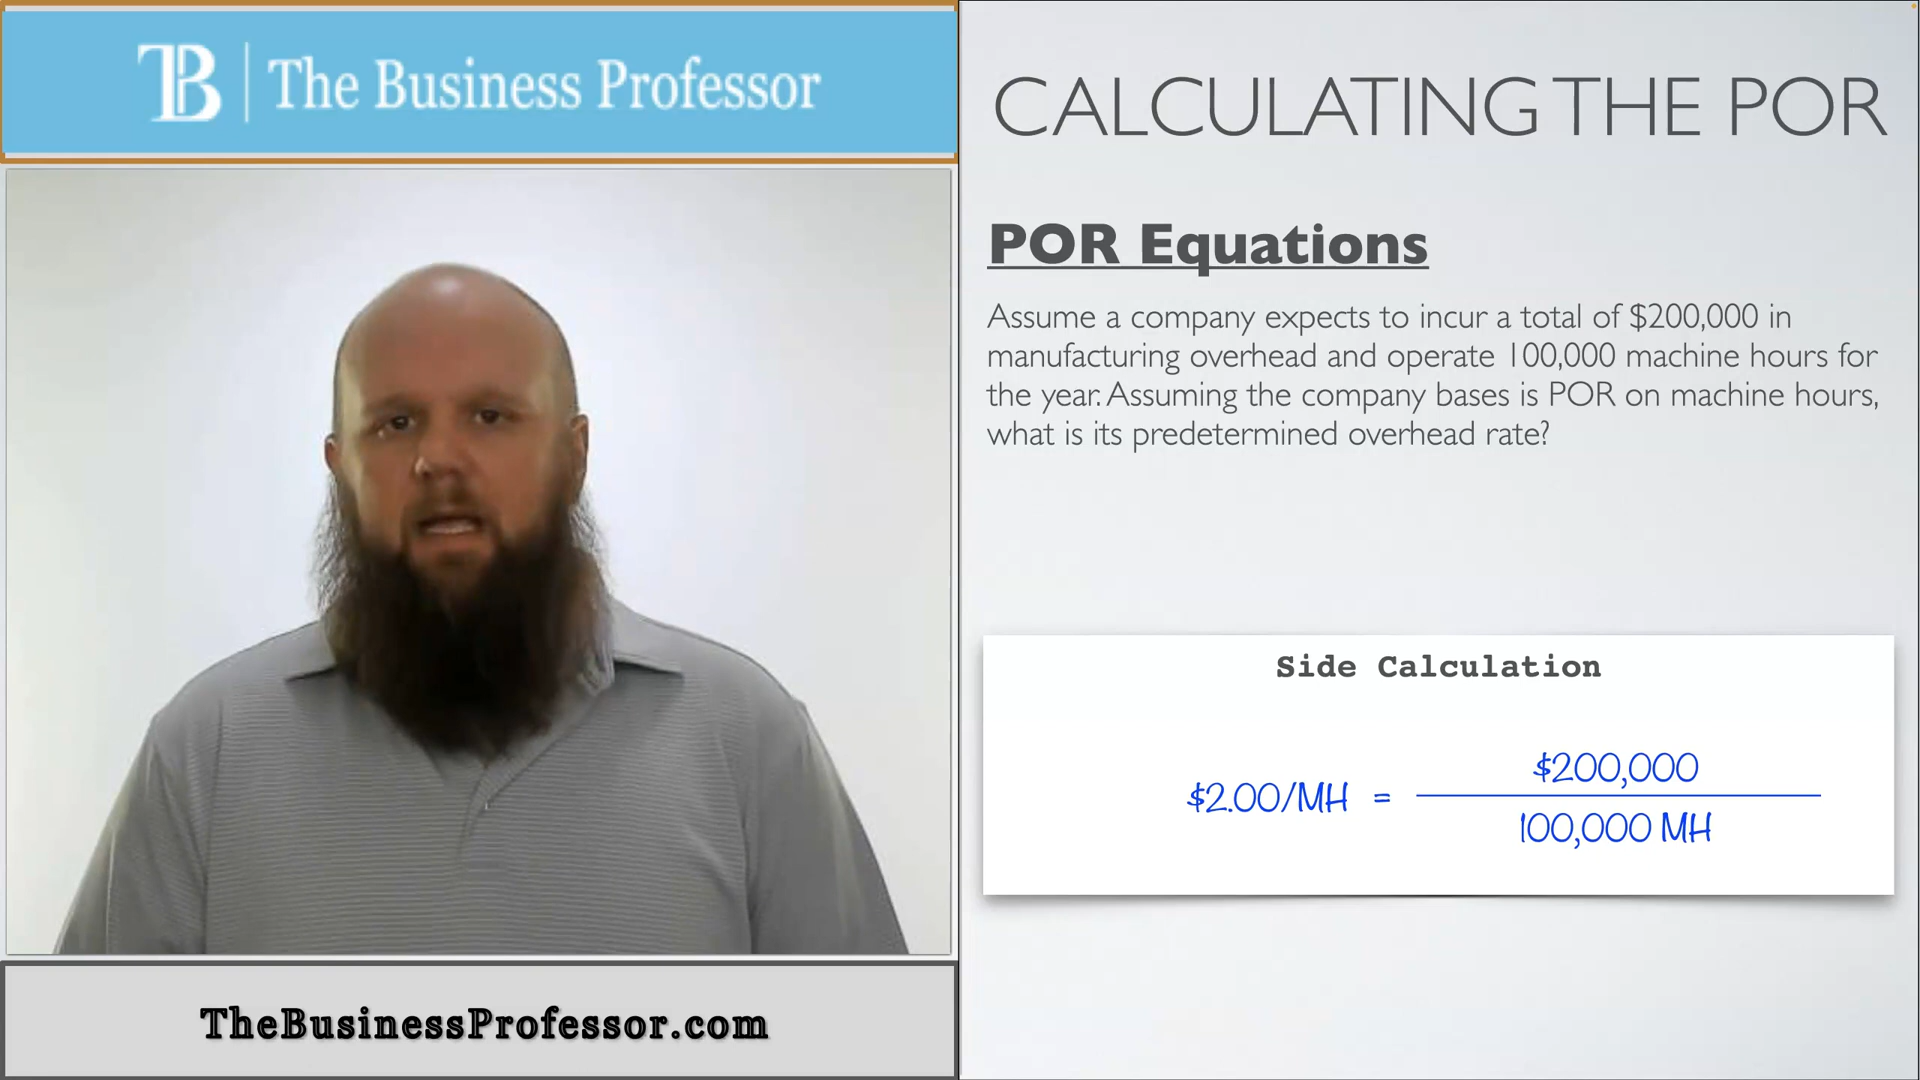 TB The Business Professor
TheBusinessProfessor.com
CALCULATING THE POR
POR Equations
Assume a company expects to incur a total of $200,000 in
manufacturing overhead and operate 100,000 machine hours for
the year. Assuming the company bases is POR on machine hours,
what is its predetermined overhead rate?
Side Calculation
$200,000
$2.00/MH =
100,000 MH